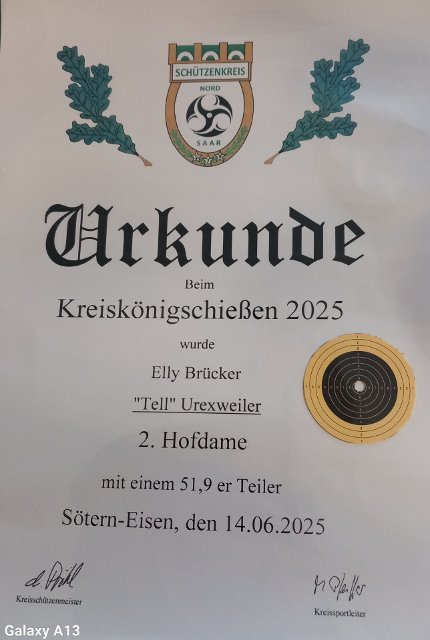 SCHÜTZENKREIS
NORD
SAAR
Urkunde
Beim
Kreiskönigschießen 2025
wurde
Elly Brücker
"Tell" Urexweiler
2. Hofdame
mit einem 51,9 er Teiler
Sötern-Eisen, den 14.06.2025
Kreisschützenmeister
Kreissportleiter
Galaxy A13